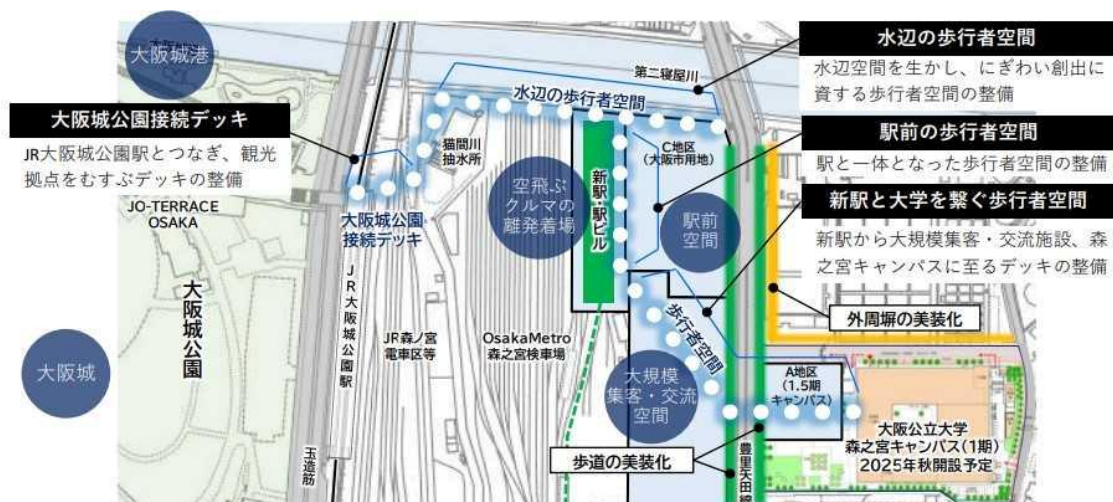 大阪城港
大阪城公園接続デッキ
JR大阪城公園駅とつなぎ、観光
拠点をむすぶデッキの整備
JO-TERRACE
OSAKA
大阪城公園
大阪城
玉造筋
JR大阪城公園駅
大阪城公園
接続デッキ
猫間川
抽水所
水辺の歩行者空間
第二寝屋川
JR森ノ宮
電車区等
OsakaMetro
森之宮検車場
空飛ぶ
クルマの
離発着場
新駅・駅ビル
C地区
(大阪市用地)
駅前
空間
歩行者空間
大規模
集客・交流
空間
歩道の美装化
豊里矢田線
水辺の歩行者空間
水辺空間を生かし、にぎわい創出に
資する歩行者空間の整備
駅前の歩行者空間
駅と一体となった歩行者空間の整備
新駅と大学を繋ぐ歩行者空間
新駅から大規模集客・交流施設、森
之宮キャンパスに至るデッキの整備
外周塀の美装化
A地区
(1.5期
キャンパス)
大阪公立大学
森之宮キャンパス(1期)
2025年秋開設予定